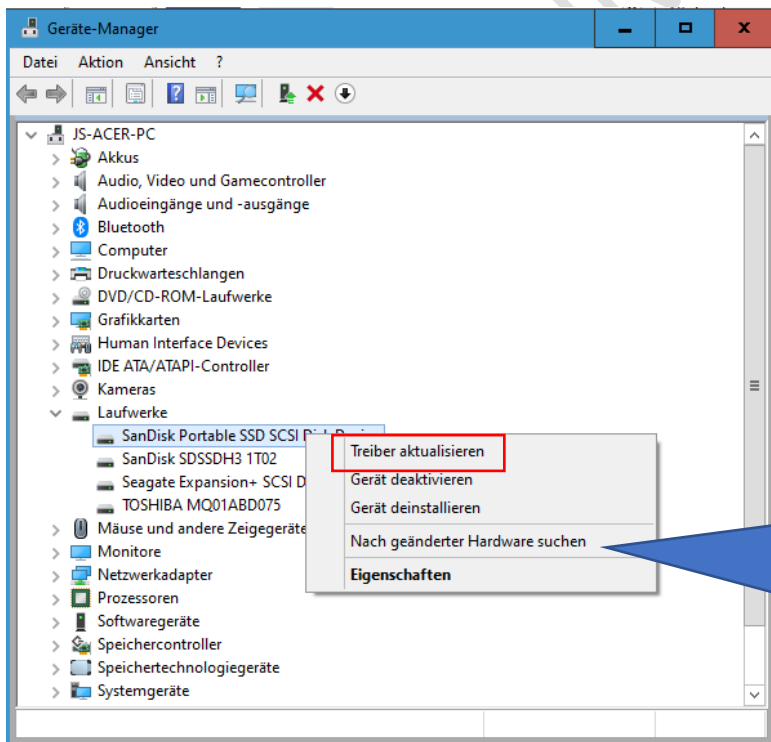 Geräte-Manager
Datei Aktion Ansicht ?
JS-ACER-PC
Akkus
Audio, Video und Gamecontroller
Audioeingänge und -ausgänge
Bluetooth
Computer
Druckwarteschlangen
DVD/CD-ROM-Laufwerke
Grafikkarten
Human Interface Devices
IDE ATA/ATAPI-Controller
Kameras
Laufwerke
SanDisk Portable SSD SCSI
SanDisk SDSSDH3 1T02
Seagate Expansion+ SCSI D
TOSHIBA MQ01ABD075
Mäuse und andere Zeigegeräte
Monitore
Netzwerkadapter
Prozessoren
Softwaregeräte
Speichercontroller
Speichertechnologiegeräte
Systemgeräte
Treiber aktualisieren
Gerät deaktivieren
Gerät deinstallieren
Nach geänderter Hardware suchen
Eigenschaften